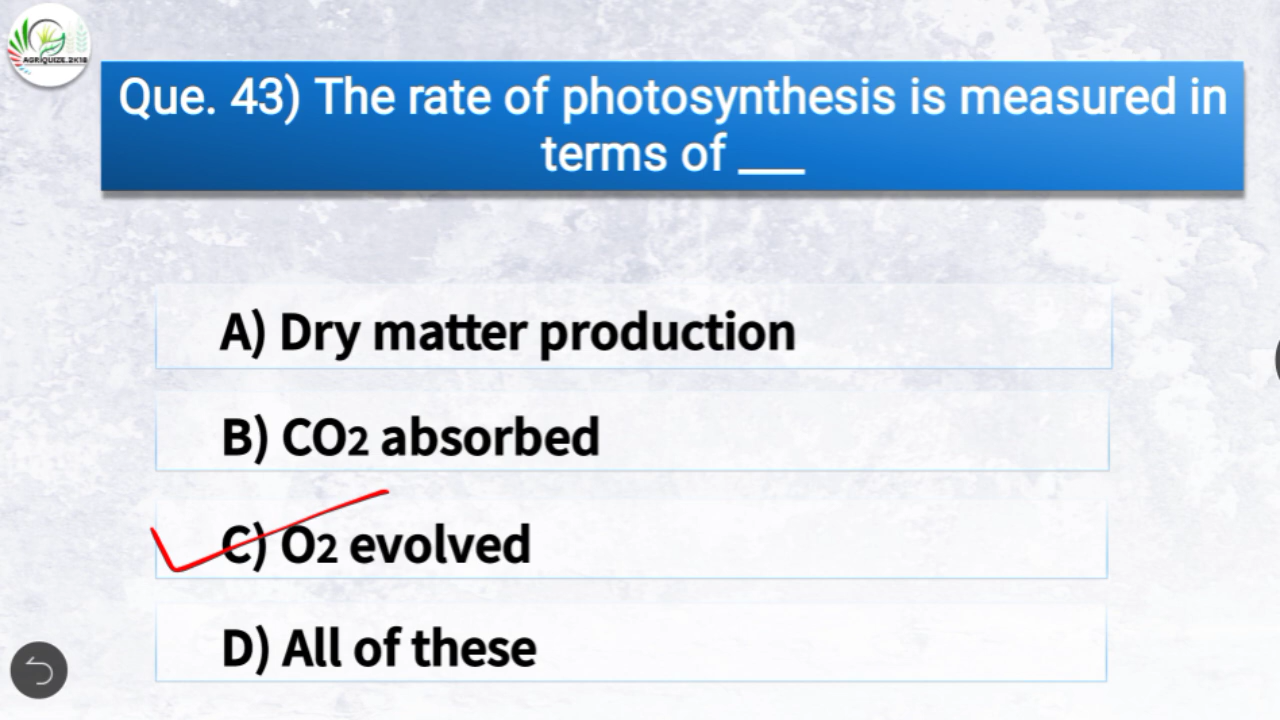 AGRIQUIZE.2K18
Que. 43) The rate of photosynthesis is measured in
terms of ___
A) Dry matter production
B) CO2 absorbed
C) O2 evolved
D) All of these